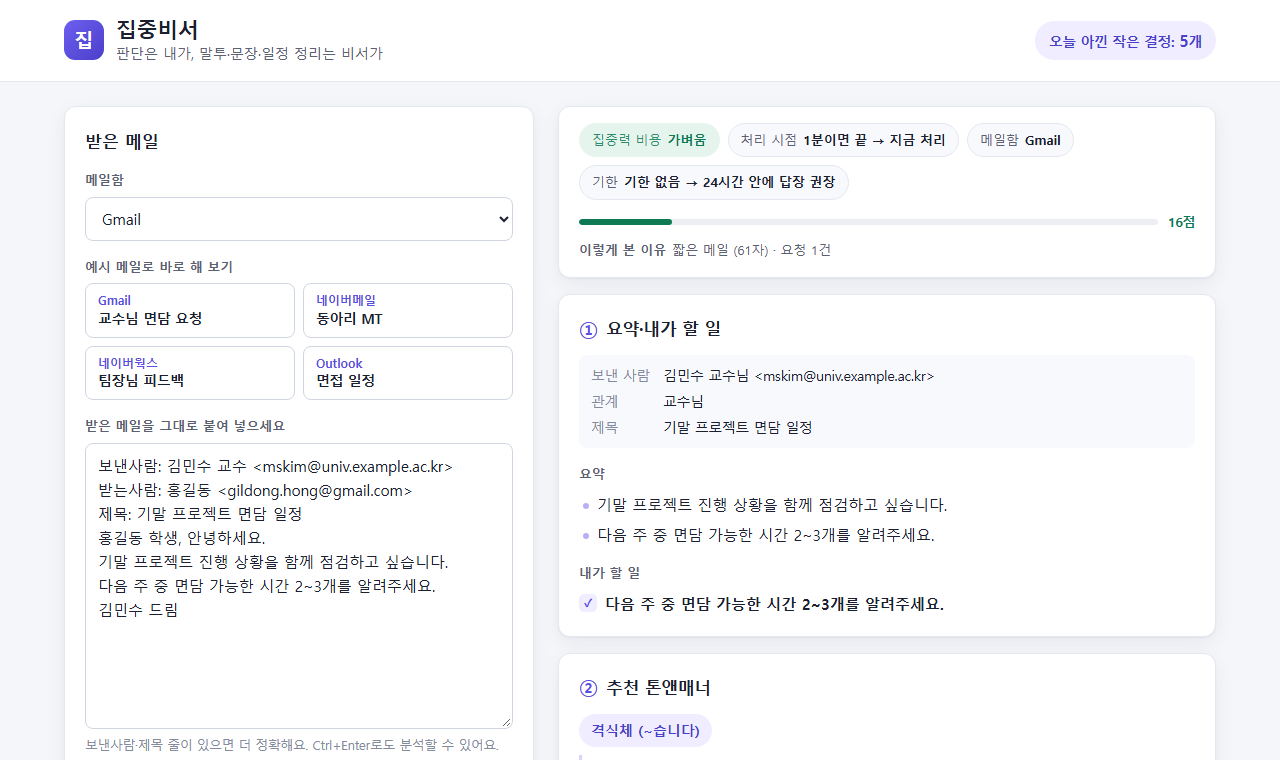 집
집중비서
판단은 내가, 말투·문장·일정 정리는 비서가
오늘 아낀 작은 결정: 5개
받은 메일
메일함
Gmail
예시 메일로 바로 해 보기
Gmail
교수님 면담 요청
네이버메일
동아리 MT
네이버웍스
팀장님 피드백
Outlook
면접 일정
받은 메일을 그대로 붙여 넣으세요
보낸사람: 김민수 교수 <mskim@univ.example.ac.kr>
받는사람: 홍길동 <gildong.hong@gmail.com>
제목: 기말 프로젝트 면담 일정
홍길동 학생, 안녕하세요.
기말 프로젝트 진행 상황을 함께 점검하고 싶습니다.
다음 주 중 면담 가능한 시간 2~3개를 알려주세요.
김민수 드림
보낸사람·제목 줄이 있으면 더 정확해요. Ctrl+Enter로도 분석할 수 있어요.
집중력 비용 가벼움
처리 시점 1분이면 끝 → 지금 처리
메일함 Gmail
기한 기한 없음 → 24시간 안에 답장 권장
16점
이렇게 본 이유 짧은 메일 (61자) · 요청 1건
① 요약·내가 할 일
보낸 사람 김민수 교수님 <mskim@univ.example.ac.kr>
관계 교수님
제목 기말 프로젝트 면담 일정
요약
기말 프로젝트 진행 상황을 함께 점검하고 싶습니다.
다음 주 중 면담 가능한 시간 2~3개를 알려주세요.
내가 할 일
✓ 다음 주 중 면담 가능한 시간 2~3개를 알려주세요.
② 추천 톤앤매너
격식체 (~습니다)